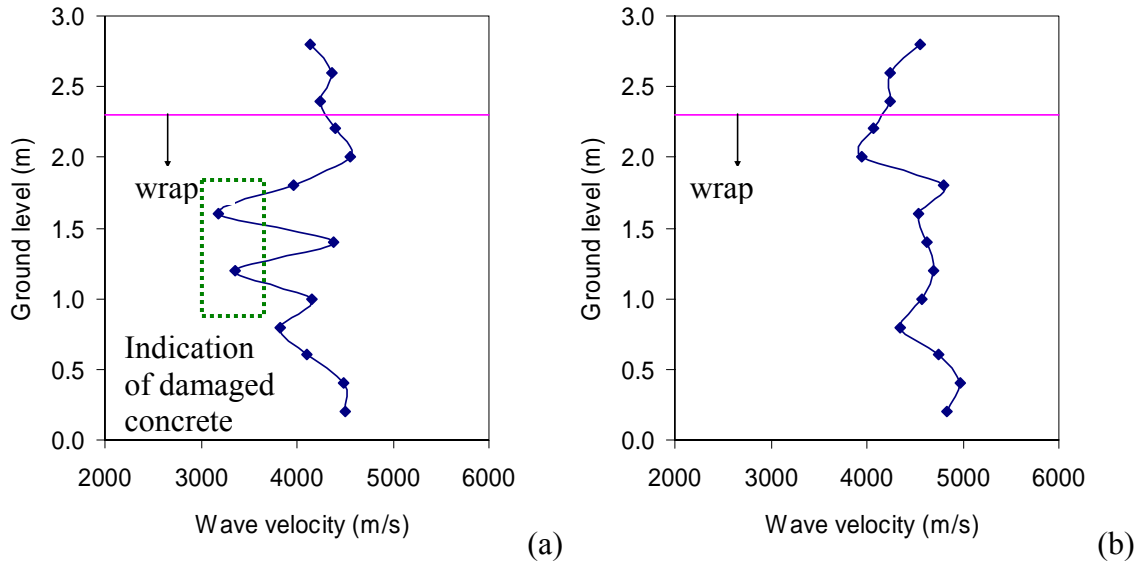 3.0
2.5
2.0
1.5
1.0
0.5
0.0
Ground level (m)
wrap
Indication
of damaged
concrete
2000 3000 4000 5000 6000
Wave velocity (m/s)
(a)
3.0
2.5
2.0
1.5
1.0
0.5
0.0
Ground level (m)
wrap
2000 3000 4000 5000 6000
Wave velocity (m/s)
(b)